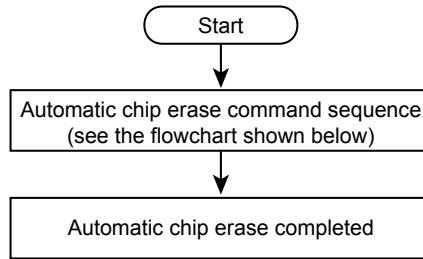 Start
Automatic chip erase command sequence
(see the flowchart shown below)
Automatic chip erase completed